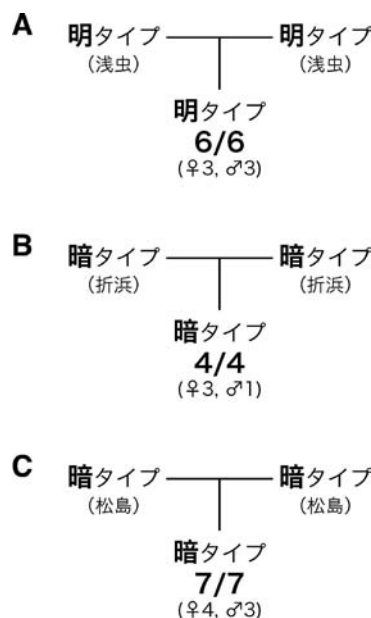 A
明タイプ 明タイプ
(浅虫) (浅虫)
明タイプ
6/6
(♀3, ♂3)
B
暗タイプ 暗タイプ
(折浜) (折浜)
暗タイプ
4/4
(♀3, ♂1)
C
暗タイプ 暗タイプ
(松島) (松島)
暗タイプ
7/7
(♀4, ♂3)